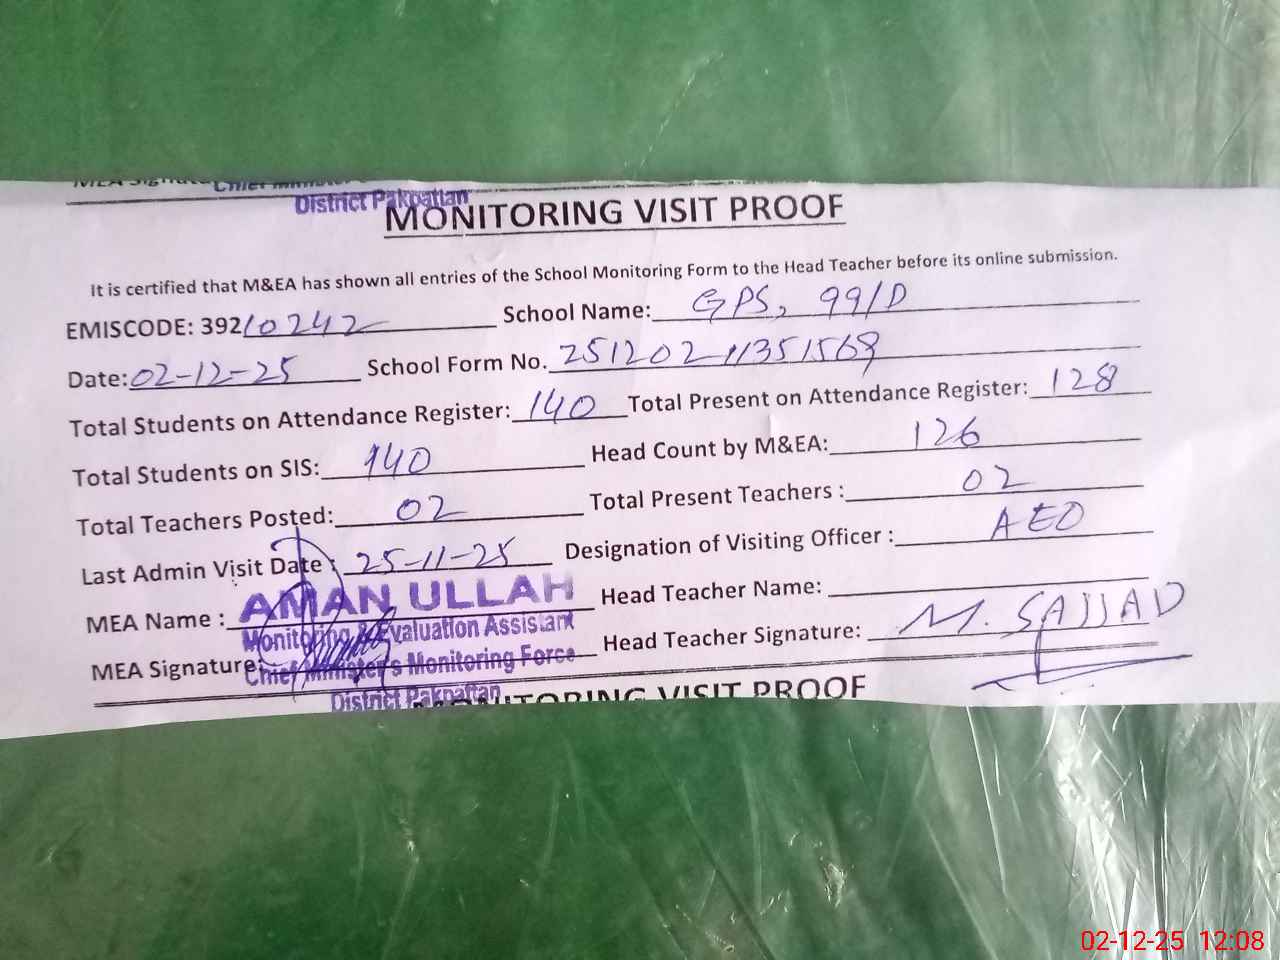 MEA Signature Chief Minister
District Pakpattan
MONITORING VISIT PROOF
It is certified that M&EA has shown all entries of the School Monitoring Form to the Head Teacher before its online submission.
EMISCODE: 39210242 School Name: GPS, 99/D
Date: 02-12-25 School Form No.
Total Students on Attendance Register: 140 Total Present on Attendance Register: 128
Total Students on SIS: 140 Head Count by M&EA: 126
Total Teachers Posted: 02 Total Present Teachers : 02
Last Admin Visit Date : 25-11-25 Designation of Visiting Officer : AEO
MEA Name : AMAN ULLAH Head Teacher Name:
Monitoring & Evaluation Assistant
MEA Signature: Head Teacher Signature: M. SAJJAD
Chief Minister's Monitoring Force
District Pakpattan
MONITORING VISIT PROOF
02-12-25 12:08